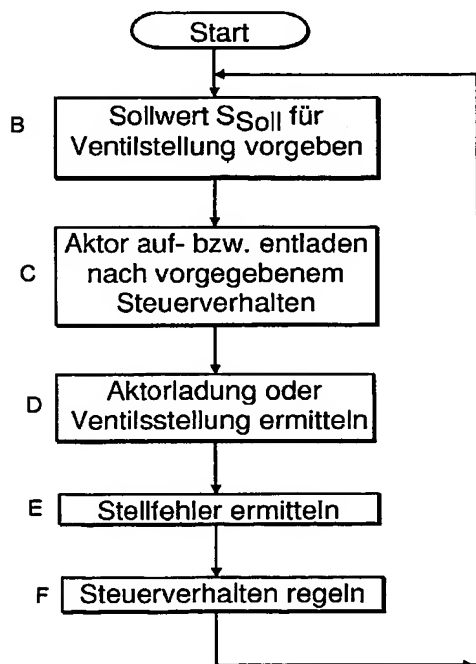 Start
B
Sollwert SSoll für
Ventilstellung vorgeben
C
Aktor auf- bzw. entladen
nach vorgegebenem
Steuerverhalten
D
Aktorladung oder
Ventilsstellung ermitteln
E
Stellfehler ermitteln
F
Steuerverhalten regeln